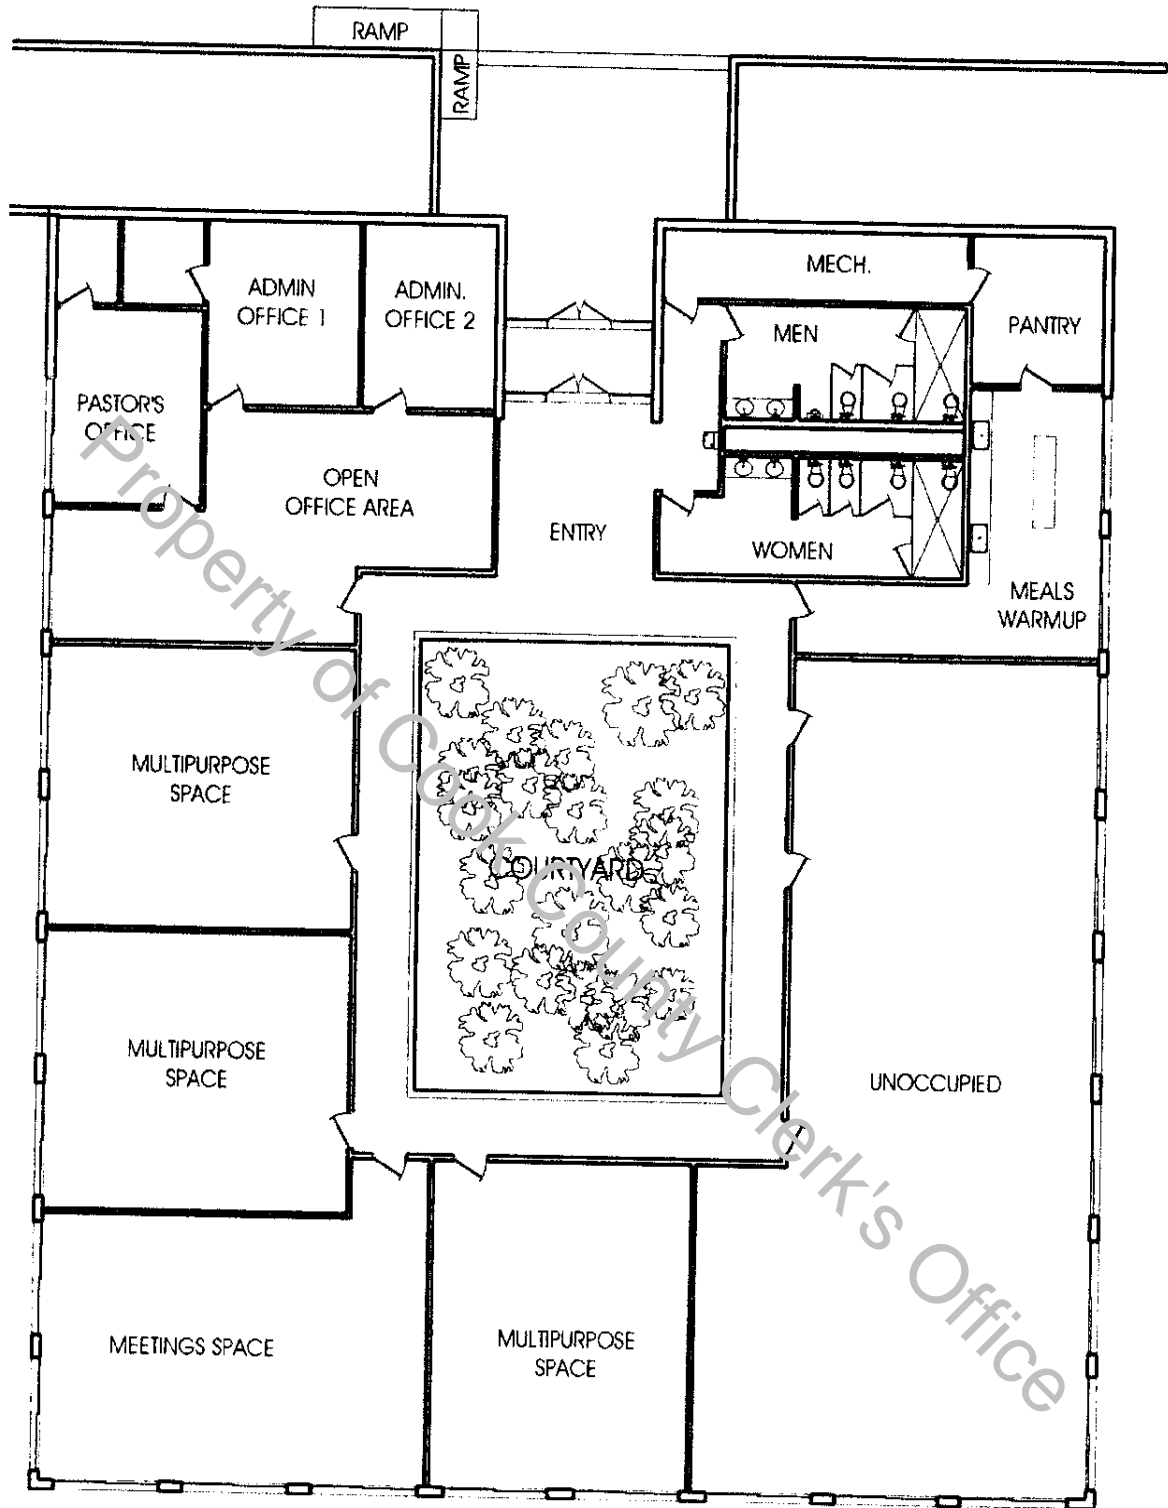 RAMP
RAMP
MECH.
ADMIN
OFFICE 1
ADMIN.
OFFICE 2
MEN
PANTRY
PASTOR'S
OFFICE
OPEN
OFFICE AREA
ENTRY
WOMEN
MEALS
WARMUP
MULTIPURPOSE
SPACE
COURTYARD
MULTIPURPOSE
SPACE
UNOCCUPIED
MEETINGS SPACE
MULTIPURPOSE
SPACE
Property of Cook County Clerk's Office